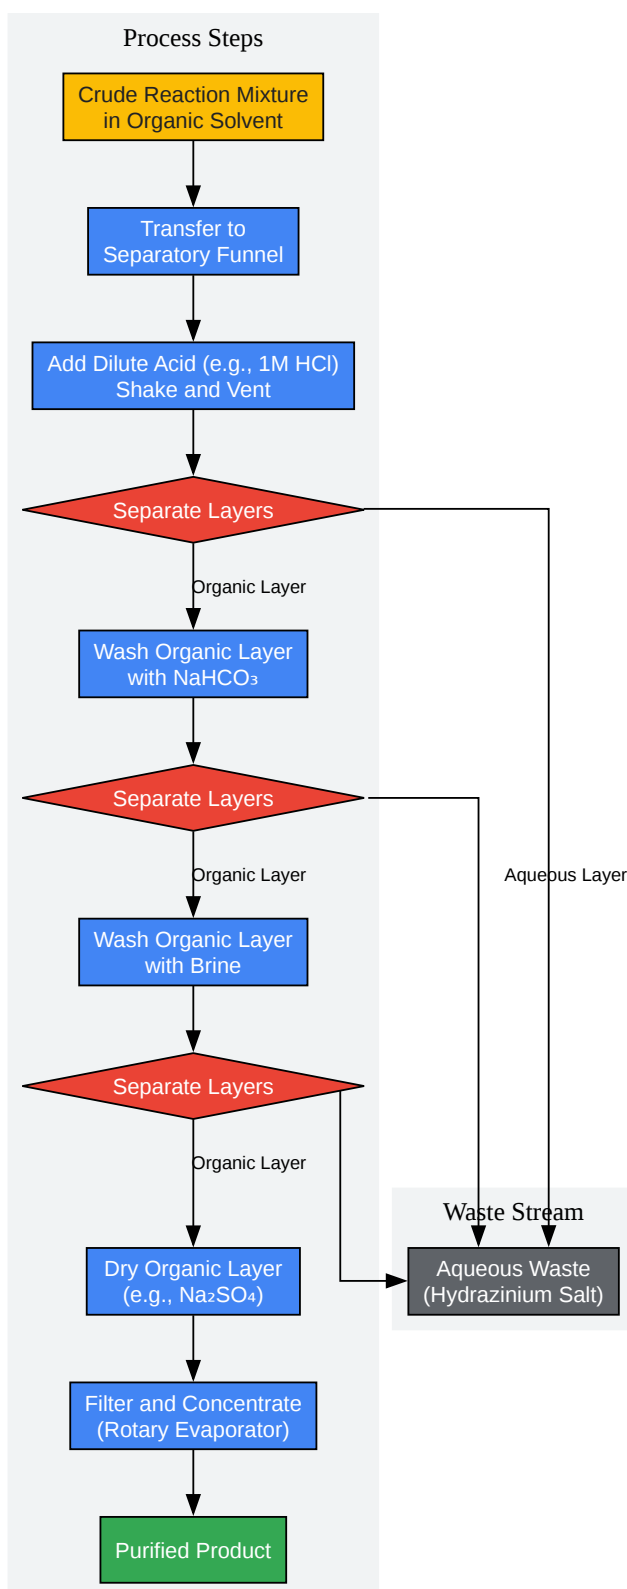 Process Steps
Crude Reaction Mixture
in Organic Solvent
Transfer to
Separatory Funnel
Add Dilute Acid (e.g., 1M HCl)
Shake and Vent
Separate Layers
Organic Layer
Wash Organic Layer
with NaHCO₃
Separate Layers
Organic Layer
Aqueous Layer
Wash Organic Layer
with Brine
Separate Layers
Organic Layer
Waste Stream
Dry Organic Layer
(e.g., Na₂SO₄)
Aqueous Waste
(Hydrazinium Salt)
Filter and Concentrate
(Rotary Evaporator)
Purified Product